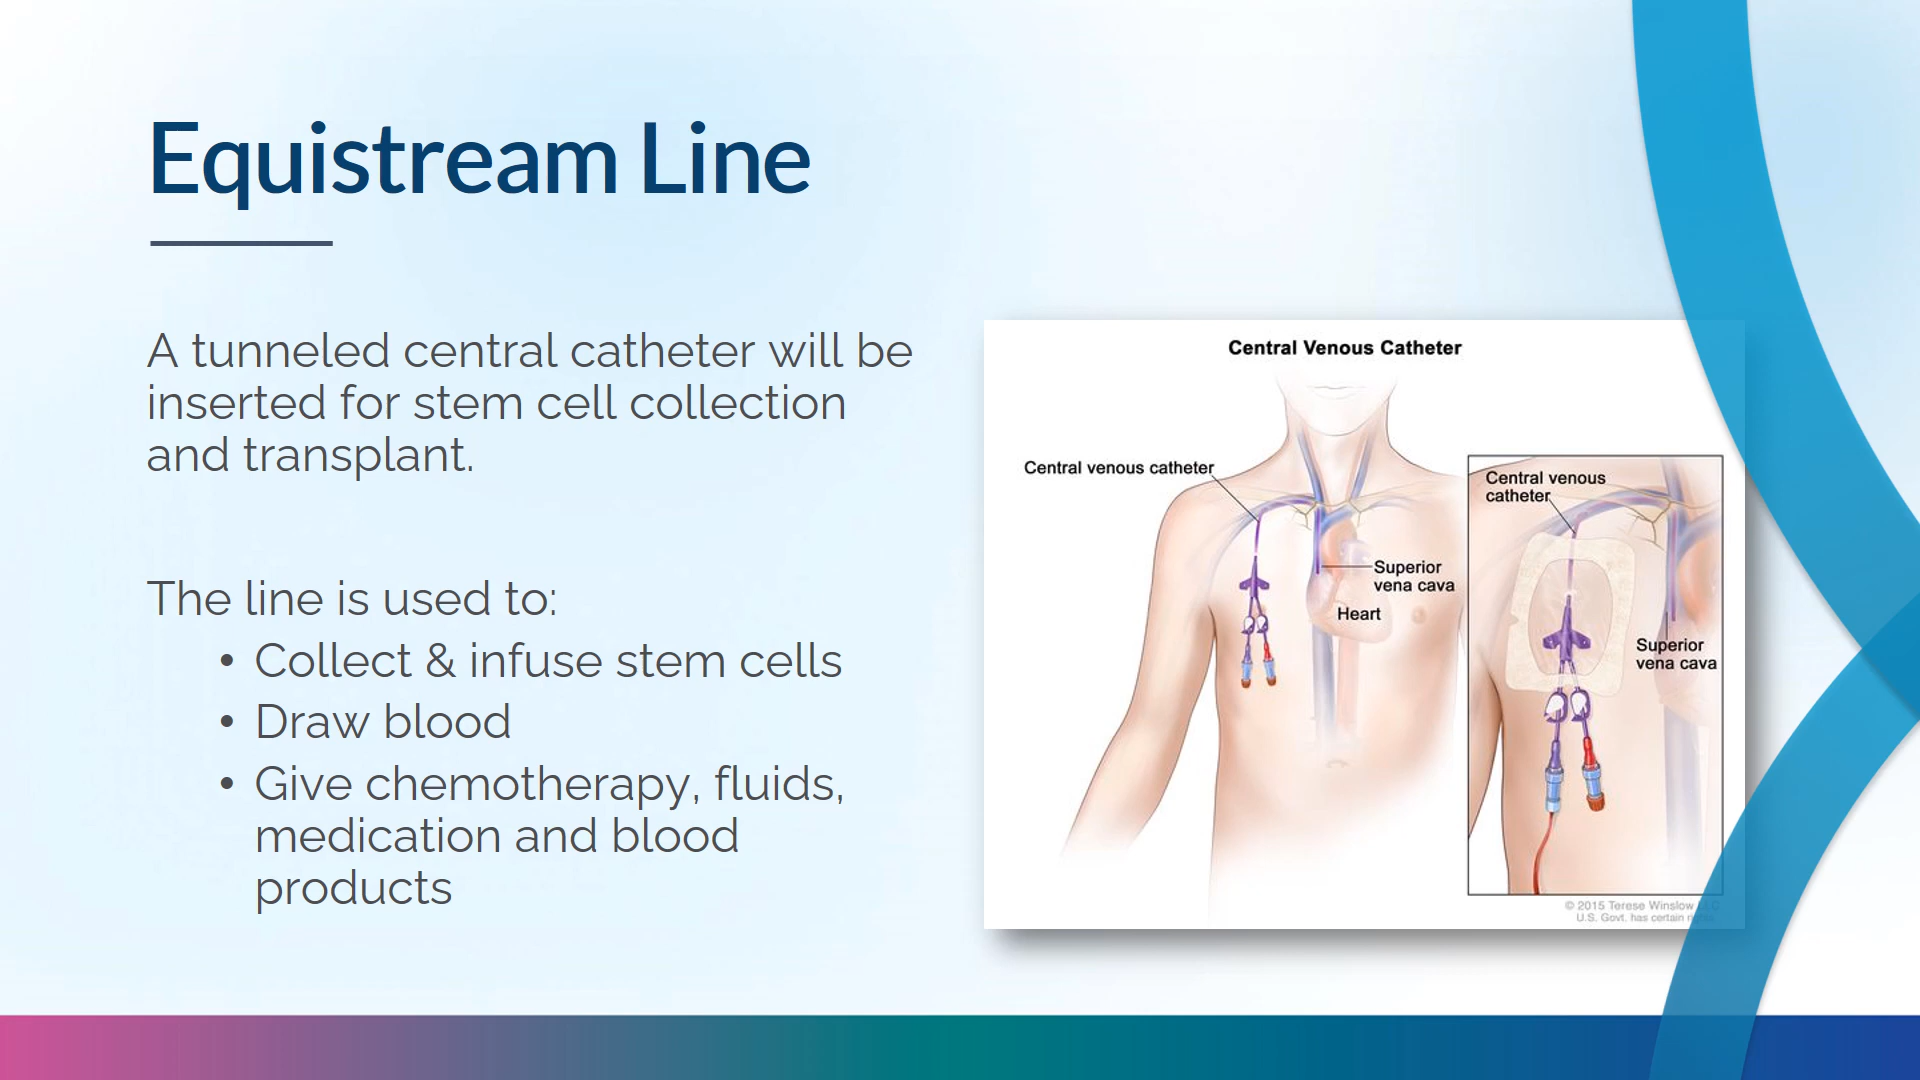 Equistream Line
A tunneled central catheter will be
inserted for stem cell collection
and transplant.
The line is used to:
• Collect & infuse stem cells
• Draw blood
• Give chemotherapy, fluids,
medication and blood
products
Central Venous Catheter
Central venous catheter
Superior
vena cava
Heart
Central venous
catheter
Superior
vena cava
© 2015 Terese Winslow LLC
U.S. Govt. has certain rights